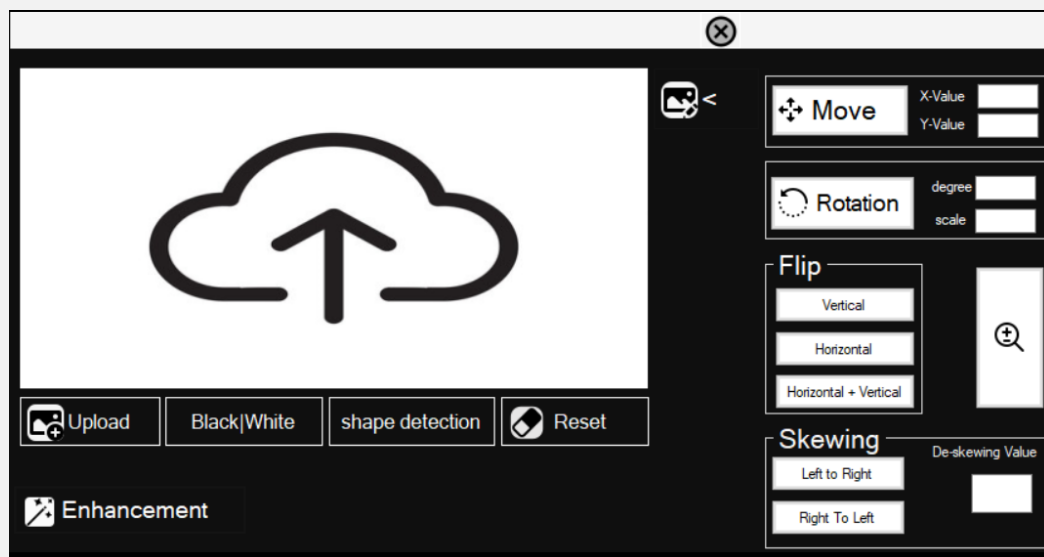 <
Move
X-Value
Y-Value
Rotation
degree
scale
Flip
Vertical
Horizontal
Horizontal + Vertical
Upload
Black|White
shape detection
Reset
Skewing
De-skewing Value
Left to Right
Right To Left
Enhancement